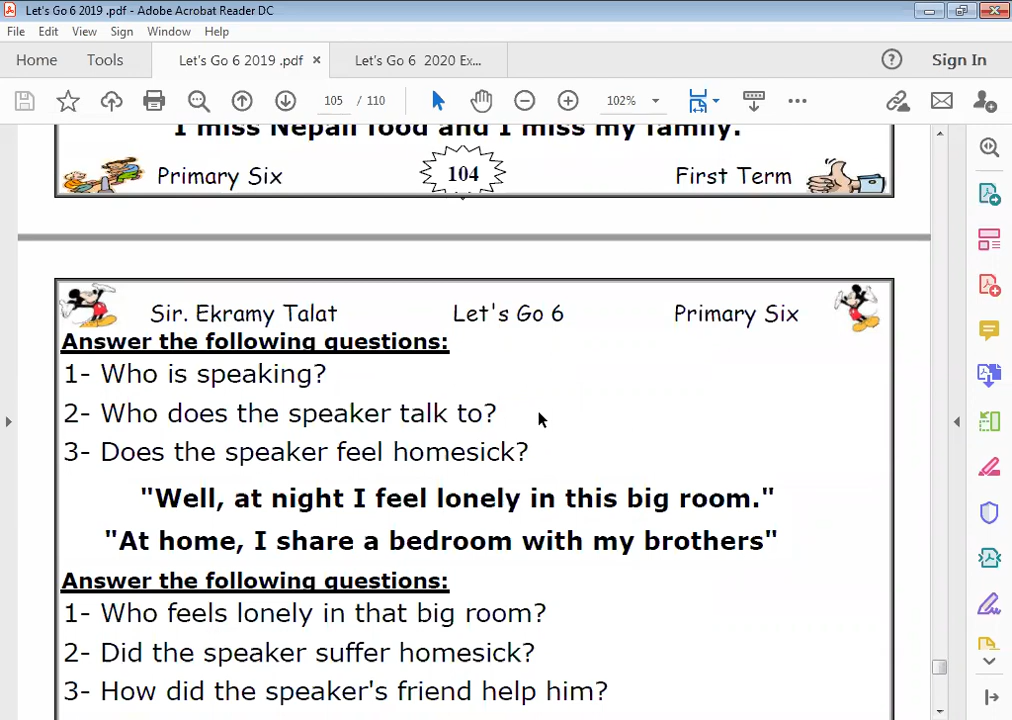 Let's Go 6 2019 .pdf - Adobe Acrobat Reader DC
File Edit View Sign Window Help
Home Tools Let's Go 6 2019 .pdf × Let's Go 6 2020 Ex... ? Sign In
105 / 110 102%
I miss Nepali food and I miss my family.
Primary Six 104 First Term
Sir. Ekramy Talat Let's Go 6 Primary Six
Answer the following questions:
1- Who is speaking?
2- Who does the speaker talk to?
3- Does the speaker feel homesick?
"Well, at night I feel lonely in this big room."
"At home, I share a bedroom with my brothers"
Answer the following questions:
1- Who feels lonely in that big room?
2- Did the speaker suffer homesick?
3- How did the speaker's friend help him?